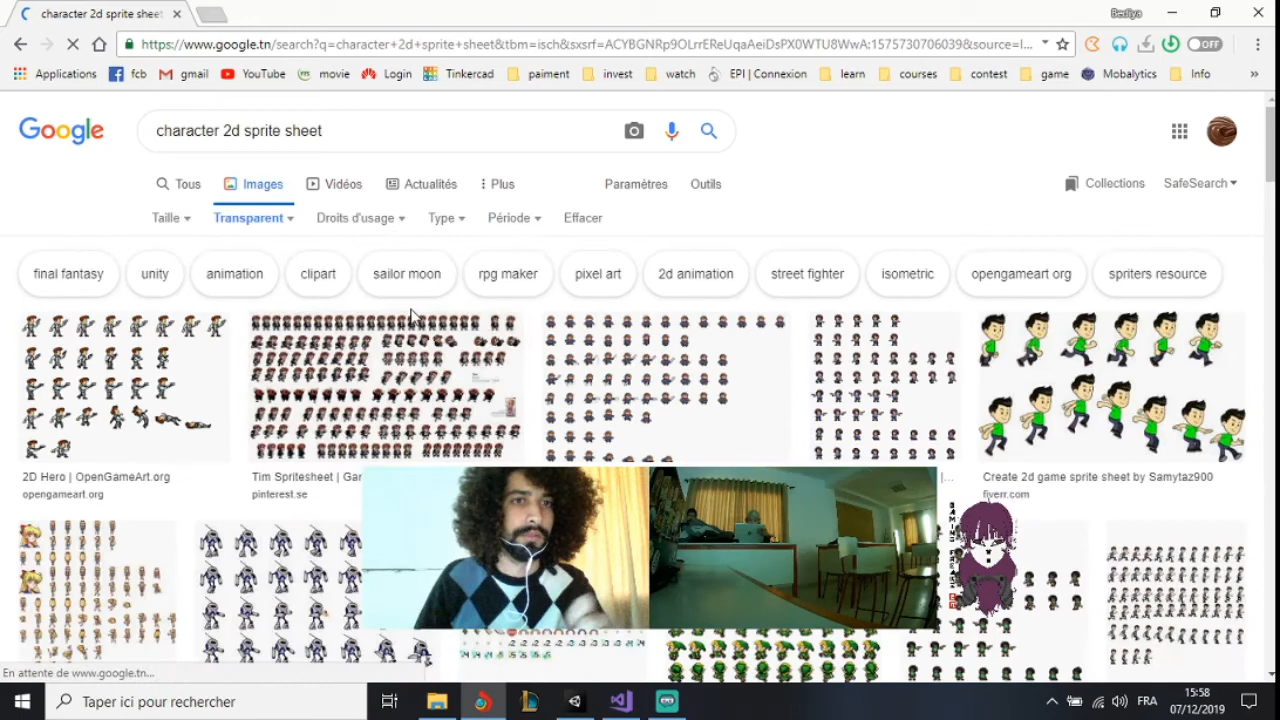 character 2d sprite sheet
Bediya
https://www.google.tn/search?q=character+2d+sprite+sheet&tbm=isch&sxsrf=ACYBGNRp9OLrrEReUqaAeiDsPX0WTU8WwA:1575730706039&source=l...
OFF
Applications fcb gmail YouTube movie Login Tinkercad paiment invest watch EPI | Connexion learn courses contest game Mobalytics Info »
Google
character 2d sprite sheet
Tous Images Vidéos Actualités Plus Paramètres Outils Collections SafeSearch
Taille Transparent Droits d'usage Type Période Effacer
final fantasy unity animation clipart sailor moon rpg maker pixel art 2d animation street fighter isometric opengameart org spriters resource
2D Hero | OpenGameArt.org
opengameart.org
Tim Spritesheet | Gar
pinterest.se
|...
Create 2d game sprite sheet by Samytaz900
fiverr.com
En attente de www.google.tn...
Taper ici pour rechercher
FRA
15:58
07/12/2019